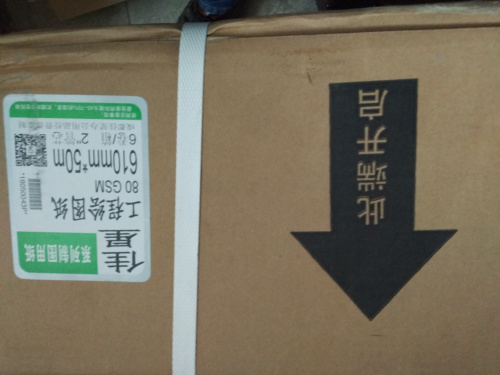 佳星
系列制图用纸
工程绘图纸
80 GSM
610mm*50m
6卷/箱 2"管芯
*18090043P*
此端开启